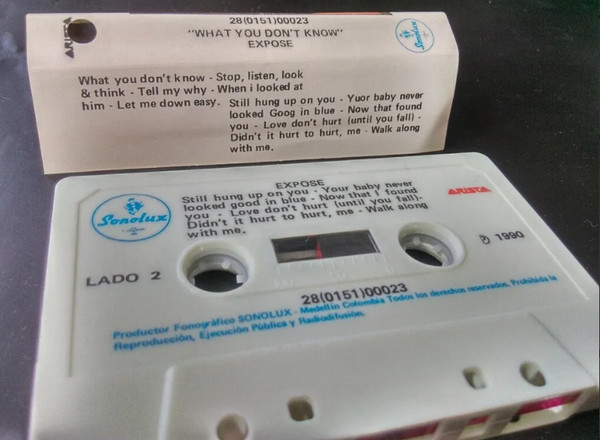 28(0151)00023
"WHAT YOU DON'T KNOW"
EXPOSE
ARISTA
What you don't know - Stop, listen, look
& think - Tell my why - When i looked at
him - Let me down easy.
Still hung up on you - Yuor baby never
looked Goog in blue - Now that found
you - Love don't hurt (until you fall) -
Didn't it hurt to hurt, me - Walk along
with me.
EXPOSE
Still hung up on you - Your baby never
looked good in blue - Now that I found
you - Love don't hurt (until you fall)-
Didn't it hurt to hurt, me - Walk along
with me.
Sonolux
ARISTA
LADO 2
℗ 1990
28(0151)00023
Productor Fonográfico SONOLUX - Medellín Colombia Todos los derechos reservados. Prohibida la
Reproducción, Ejecución Pública y Radiodifusión.